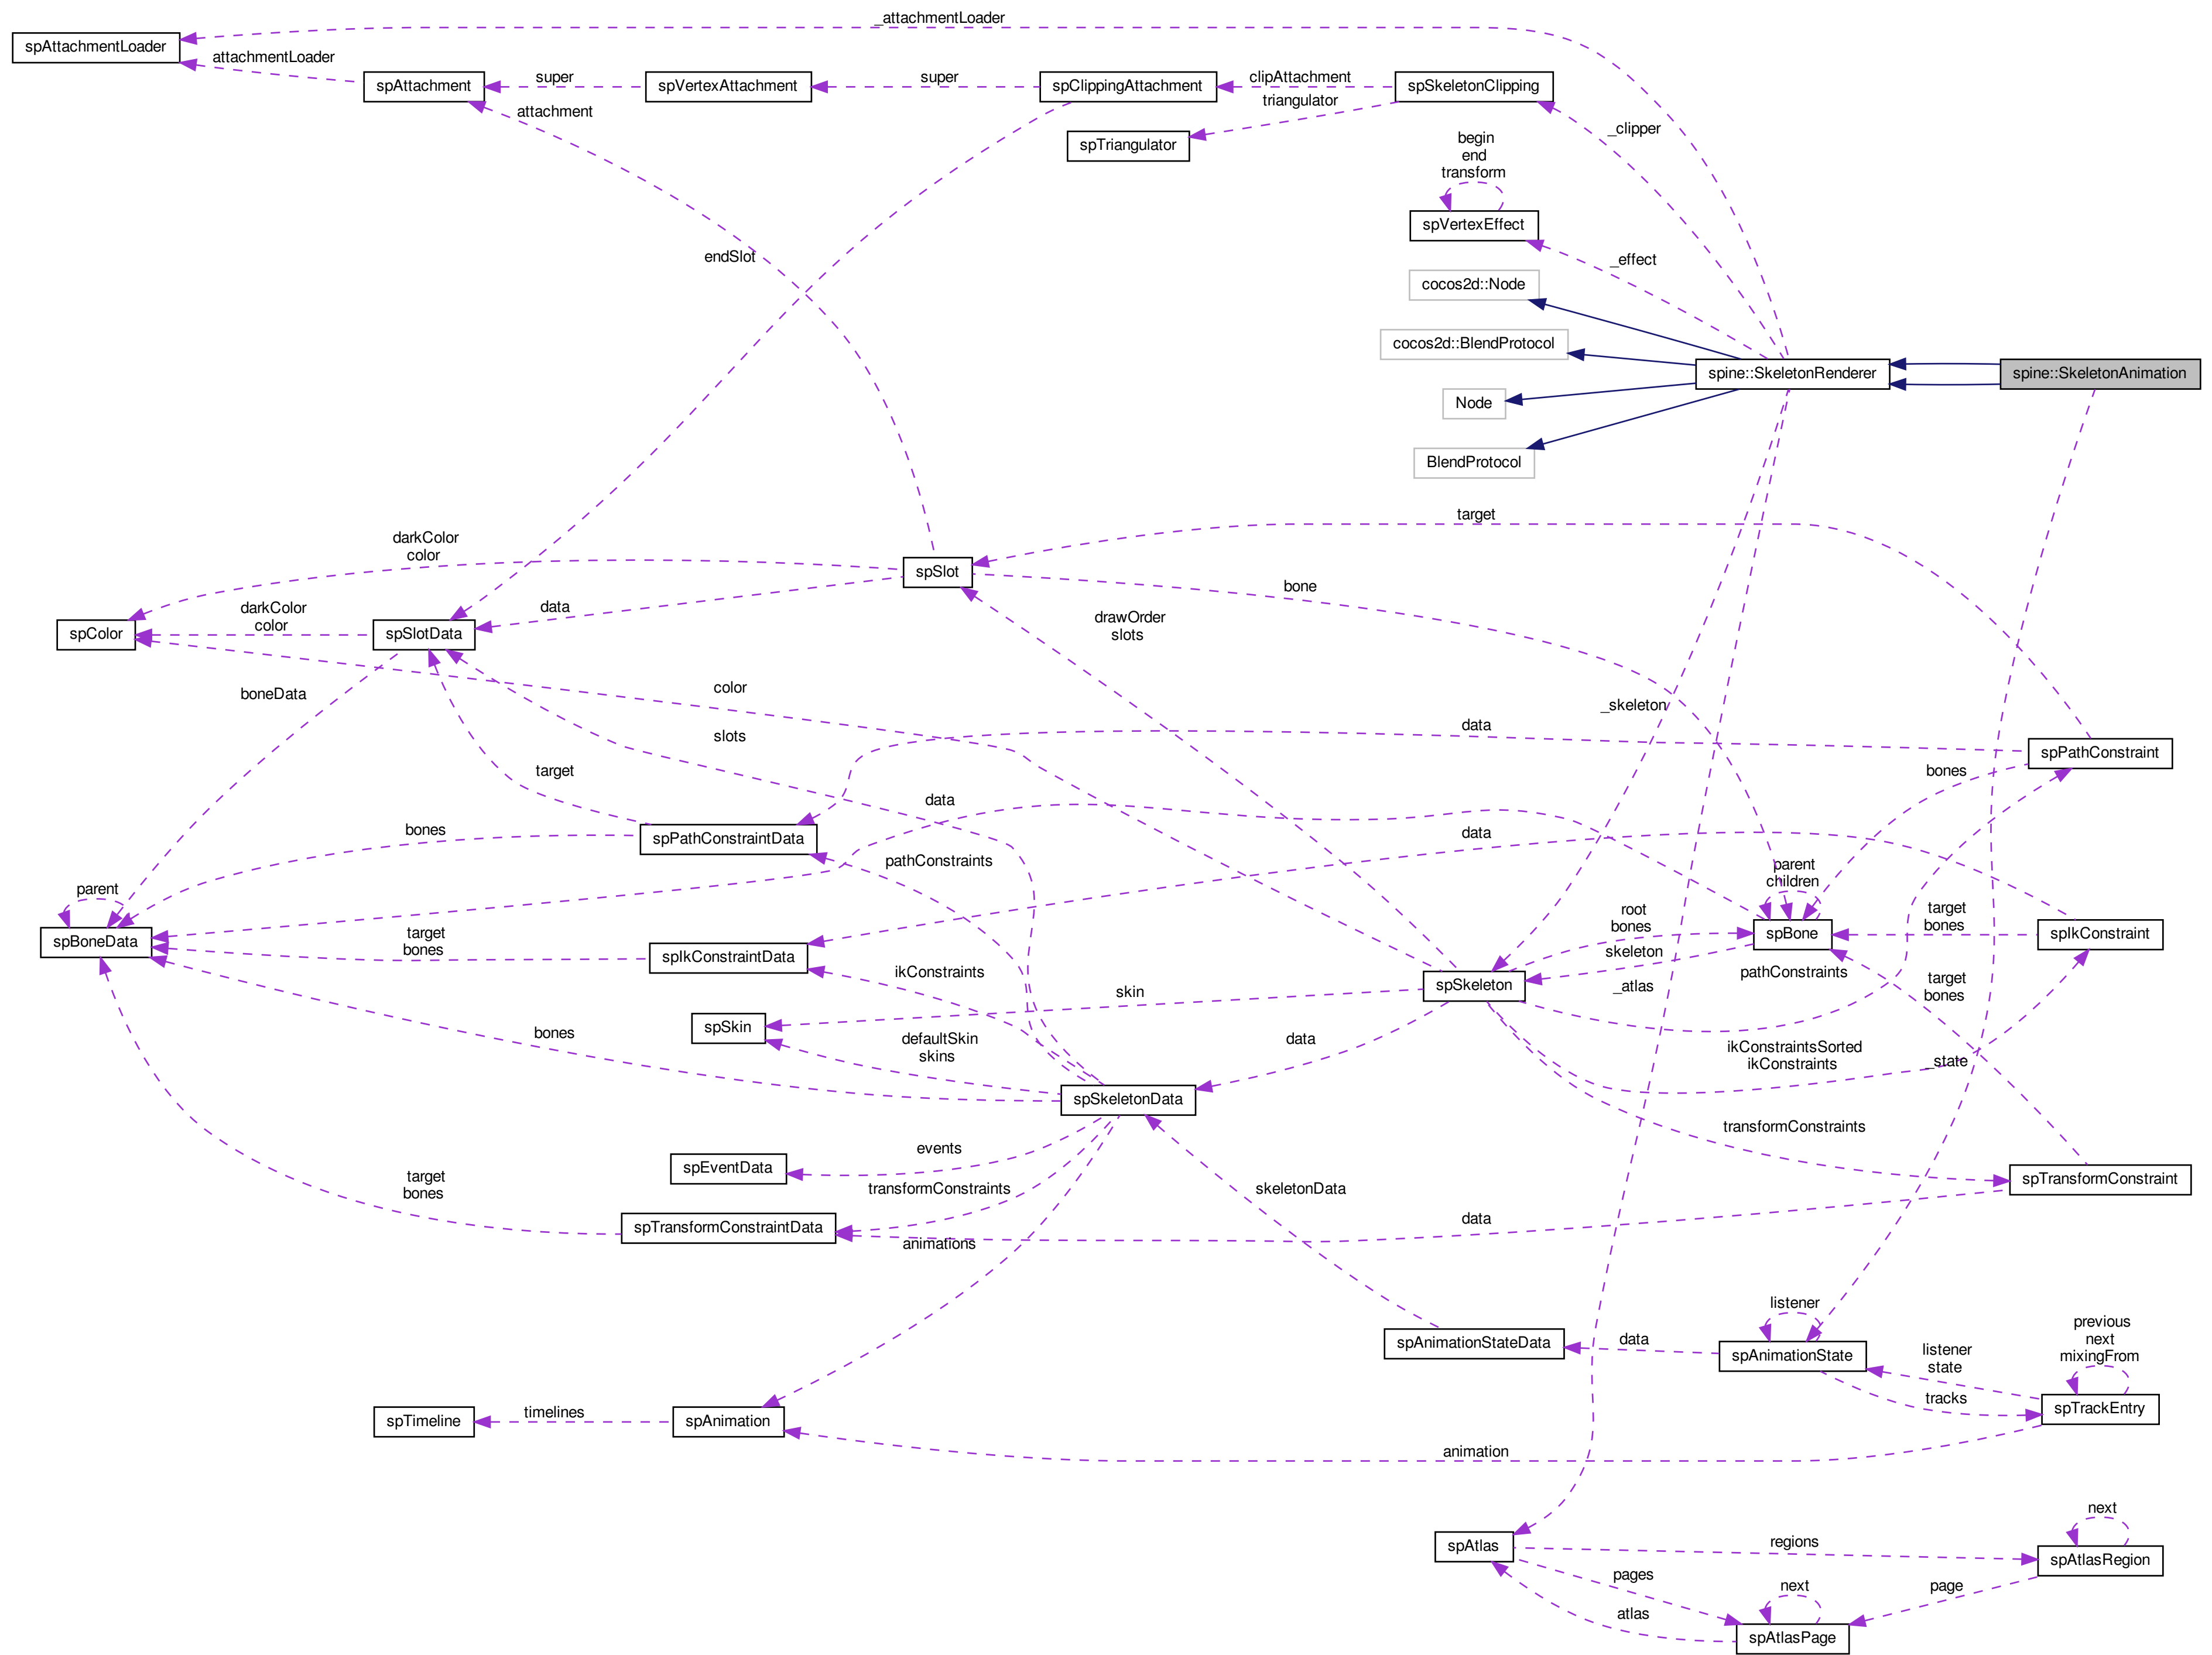 _attachmentLoader
spAttachmentLoader
attachmentLoader
super
super
clipAttachment
spAttachment
spVertexAttachment
spClippingAttachment
spSkeletonClipping
attachment
triangulator
_clipper
spTriangulator
begin
end
transform
spVertexEffect
endSlot
_effect
cocos2d::Node
cocos2d::BlendProtocol
spine::SkeletonRenderer
spine::SkeletonAnimation
Node
BlendProtocol
target
darkColor
color
spSlot
bone
data
darkColor
color
drawOrder
slots
spColor
spSlotData
boneData
color
_skeleton
slots
data
spPathConstraint
target
bones
data
data
bones
spPathConstraintData
pathConstraints
parent
parent
children
target
bones
root
bones
spBoneData
target
bones
spBone
spIkConstraint
skeleton
spIkConstraintData
ikConstraints
pathConstraints
spSkeleton
_atlas
target
bones
skin
spSkin
bones
defaultSkin
skins
data
ikConstraintsSorted
ikConstraints
_state
spSkeletonData
transformConstraints
events
spEventData
target
bones
transformConstraints
skeletonData
spTransformConstraint
spTransformConstraintData
data
animations
listener
previous
next
mixingFrom
spAnimationStateData
data
spAnimationState
listener
state
tracks
spTrackEntry
spTimeline
timelines
spAnimation
animation
next
spAtlas
regions
spAtlasRegion
pages
next
page
atlas
spAtlasPage